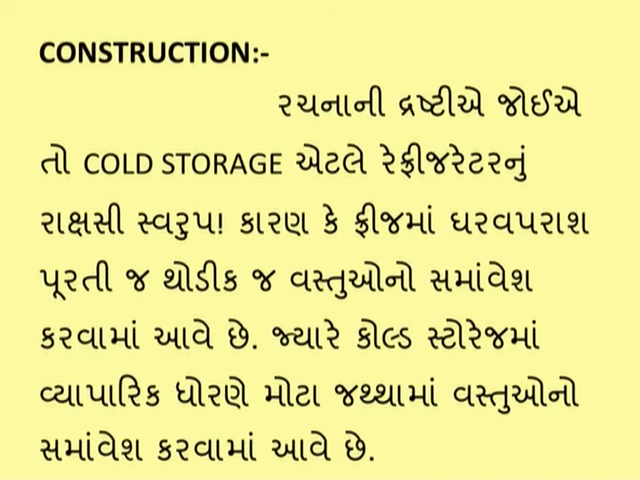 CONSTRUCTION:-
રચનાની દ્રષ્ટીએ જોઈએ
તો COLD STORAGE એટલે રેફ્રીજરેટરનું
રાક્ષસી સ્વરુપ! કારણ કે ફ્રીજમાં ઘરવપરાશ
પૂરતી જ થોડીક જ વસ્તુઓનો સમાંવેશ
કરવામાં આવે છે. જ્યારે કોલ્ડ સ્ટોરેજમાં
વ્યાપારિક ધોરણે મોટા જથ્થામાં વસ્તુઓનો
સમાંવેશ કરવામાં આવે છે.